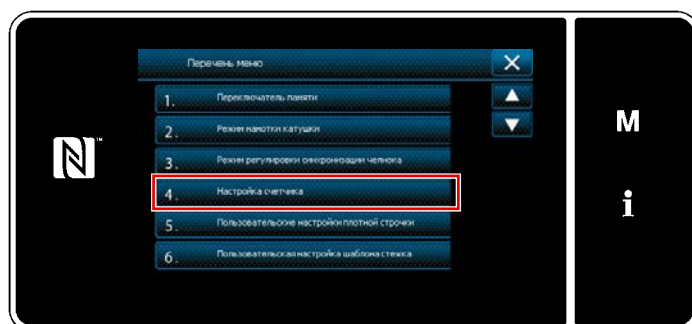 Перечень меню
1. Переключатель памяти
2. Режим намотки катушки
3. Режим регулировки синхронизации челнока
4. Настройка счетчика
5. Пользовательские настройки плотной строчки
6. Пользовательская настройка шаблона стежка
M
i